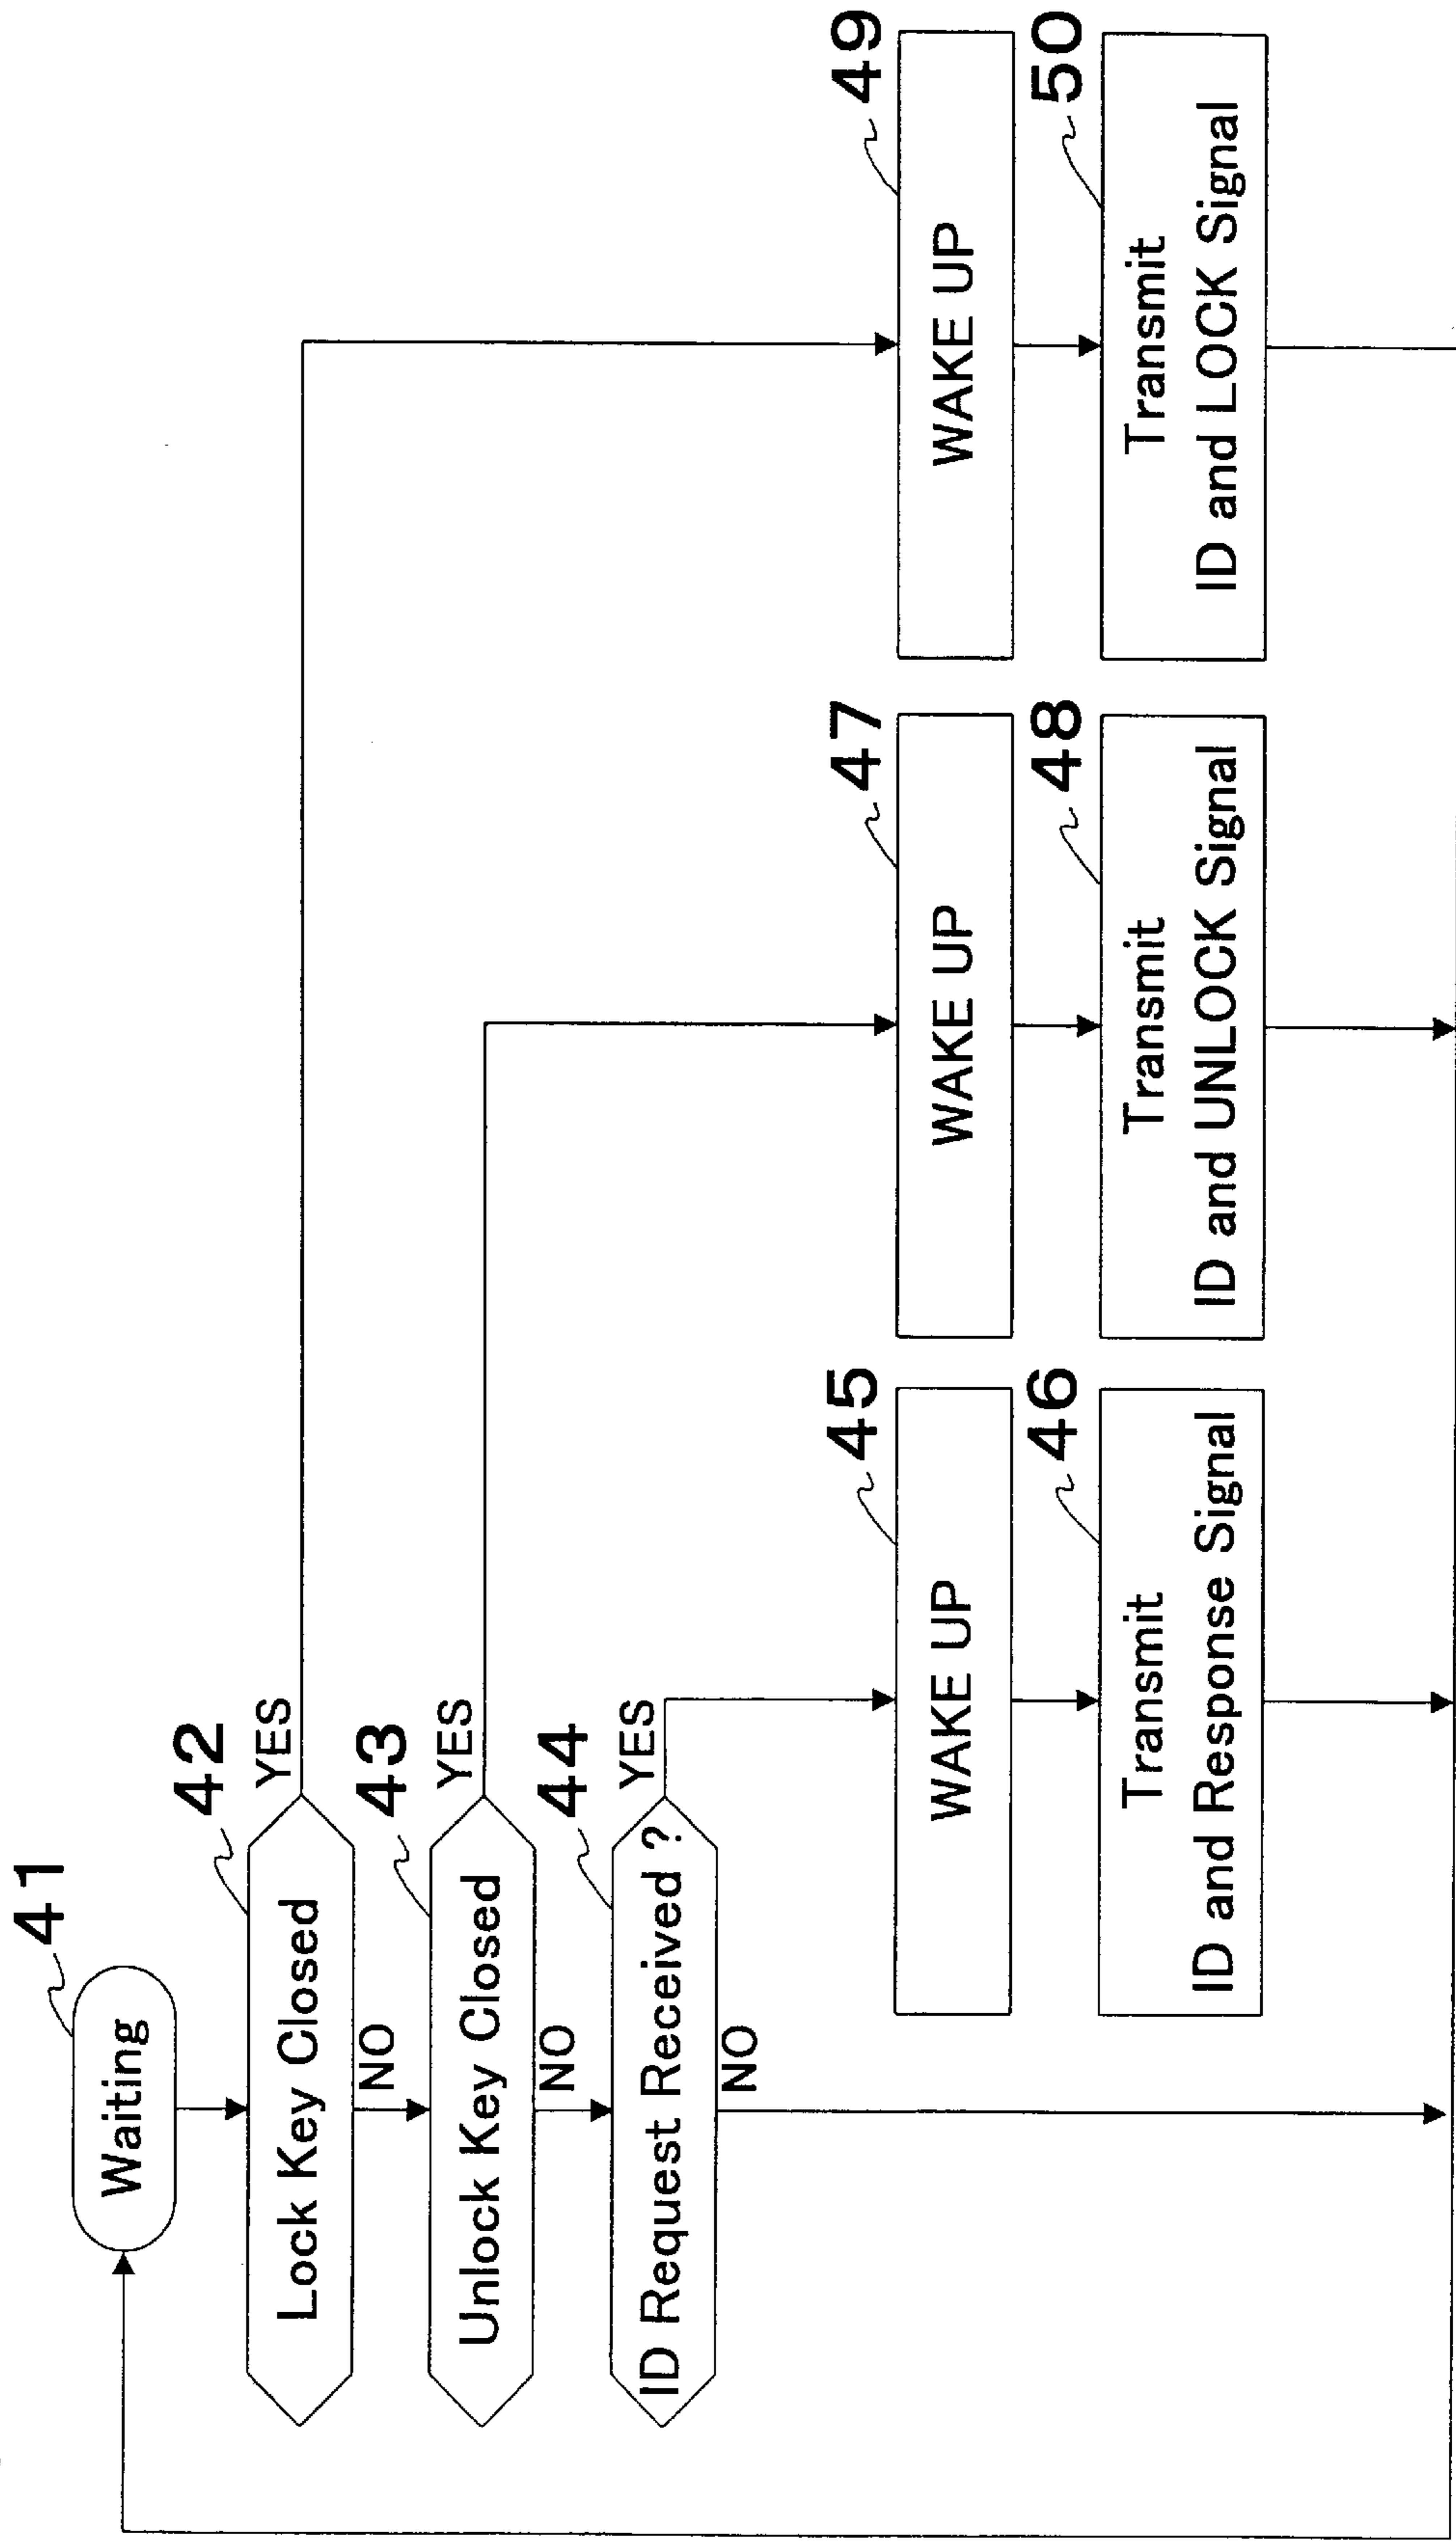 41
Waiting
42
Lock Key Closed
YES
NO
43
Unlock Key Closed
YES
NO
44
ID Request Received ?
YES
NO
45
WAKE UP
46
Transmit
ID and Response Signal
47
WAKE UP
48
Transmit
ID and UNLOCK Signal
49
WAKE UP
50
Transmit
ID and LOCK Signal